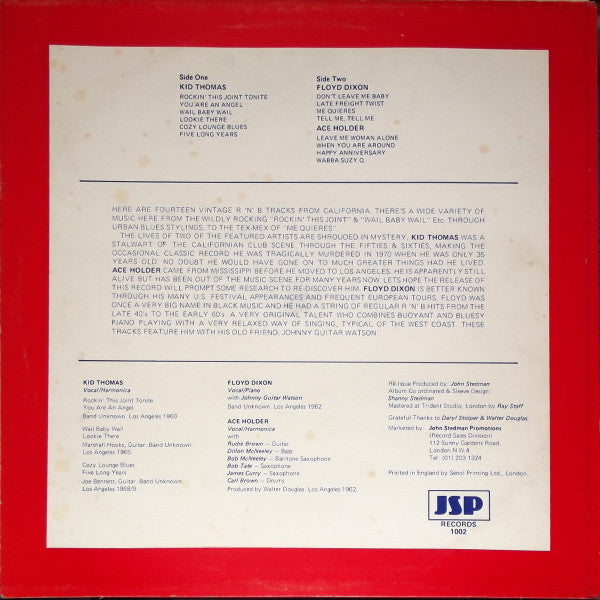 Side One
KID THOMAS
ROCKIN' THIS JOINT TONITE
YOU ARE AN ANGEL
WAIL BABY WAIL
LOOKIE THERE
COZY LOUNGE BLUES
FIVE LONG YEARS
Side Two
FLOYD DIXON
DON'T LEAVE ME BABY
LATE FREIGHT TWIST
ME QUIERES
TELL ME, TELL ME
ACE HOLDER
LEAVE ME WOMAN ALONE
WHEN YOU ARE AROUND
HAPPY ANNIVERSARY
WABBA SUZY Q
HERE ARE FOURTEEN VINTAGE R 'N' B TRACKS FROM CALIFORNIA. THERE'S A WIDE VARIETY OF
MUSIC HERE FROM THE WILDLY ROCKING "ROCKIN' THIS JOINT" & "WAIL BABY WAIL" Etc. THROUGH
URBAN BLUES STYLINGS, TO THE TEX-MEX OF "ME QUIERES".
THE LIVES OF TWO OF THE FEATURED ARTISTS ARE SHROUDED IN MYSTERY, KID THOMAS WAS A
STALWART OF THE CALIFORNIAN CLUB SCENE THROUGH THE FIFTIES & SIXTIES, MAKING THE
OCCASIONAL CLASSIC RECORD HE WAS TRAGICALLY MURDERED IN 1970 WHEN HE WAS ONLY 35
YEARS OLD. NO DOUBT HE WOULD HAVE GONE ON TO MUCH GREATER THINGS HAD HE LIVED.
ACE HOLDER CAME FROM MISSISSIPPI BEFORE HE MOVED TO LOS ANGELES. HE IS APPARENTLY STILL
ALIVE BUT HAS BEEN OUT OF THE MUSIC SCENE FOR MANY YEARS NOW. LETS HOPE THE RELEASE OF
THIS RECORD WILL PROMPT SOME RESEARCH TO RE-DISCOVER HIM. FLOYD DIXON IS BETTER KNOWN
THROUGH HIS MANY U.S. FESTIVAL APPEARANCES AND FREQUENT EUROPEAN TOURS. FLOYD WAS
ONCE A VERY BIG NAME IN BLACK MUSIC AND HE HAD A STRING OF REGULAR R 'N' B HITS FROM THE
LATE 40's TO THE EARLY 60's. A VERY ORIGINAL TALENT WHO COMBINES BUOYANT AND BLUESY
PIANO PLAYING WITH A VERY RELAXED WAY OF SINGING, TYPICAL OF THE WEST COAST. THESE
TRACKS FEATURE HIM WITH HIS OLD FRIEND, JOHNNY GUITAR WATSON.
KID THOMAS
Vocal/Harmonica
Rockin' This Joint Tonite
You Are An Angel
Band Unknown. Los Angeles 1960
Wail Baby Wail
Lookie There
Marshall Hooks, Guitar. Band Unknown.
Los Angeles 1965.
Cozy Lounge Blues
Five Long Years
Joe Bennett, Guitar. Band Unknown
Los Angeles 1968/9.
FLOYD DIXON
Vocal/Piano
with Johnny Guitar Watson
Band Unknown. Los Angeles 1962
ACE HOLDER
Vocal/Harmonica
with
Rudie Brown – Guitar
Dillon McNeeley – Bass
Bob McNeeley – Baritone Saxophone
Bob Tate – Saxophone
James Curry – Saxophone
Carl Brown – Drums
Produced by Walter Douglas. Los Angeles 1962
Re-Issue Produced by: John Stedman
Album Co ordinated & Sleeve Design:
Shanny Stedman
Mastered at Trident Studio, London by Ray Staff
Grateful Thanks to Daryl Stolper & Walter Douglas.
Marketed by: John Stedman Promotions
(Record Sales Division)
112 Sunny Gardens Road,
London N.W.4
Tel. (01) 203 1324
Printed in England by Senol Printing Ltd., London.
JSP
RECORDS
1002